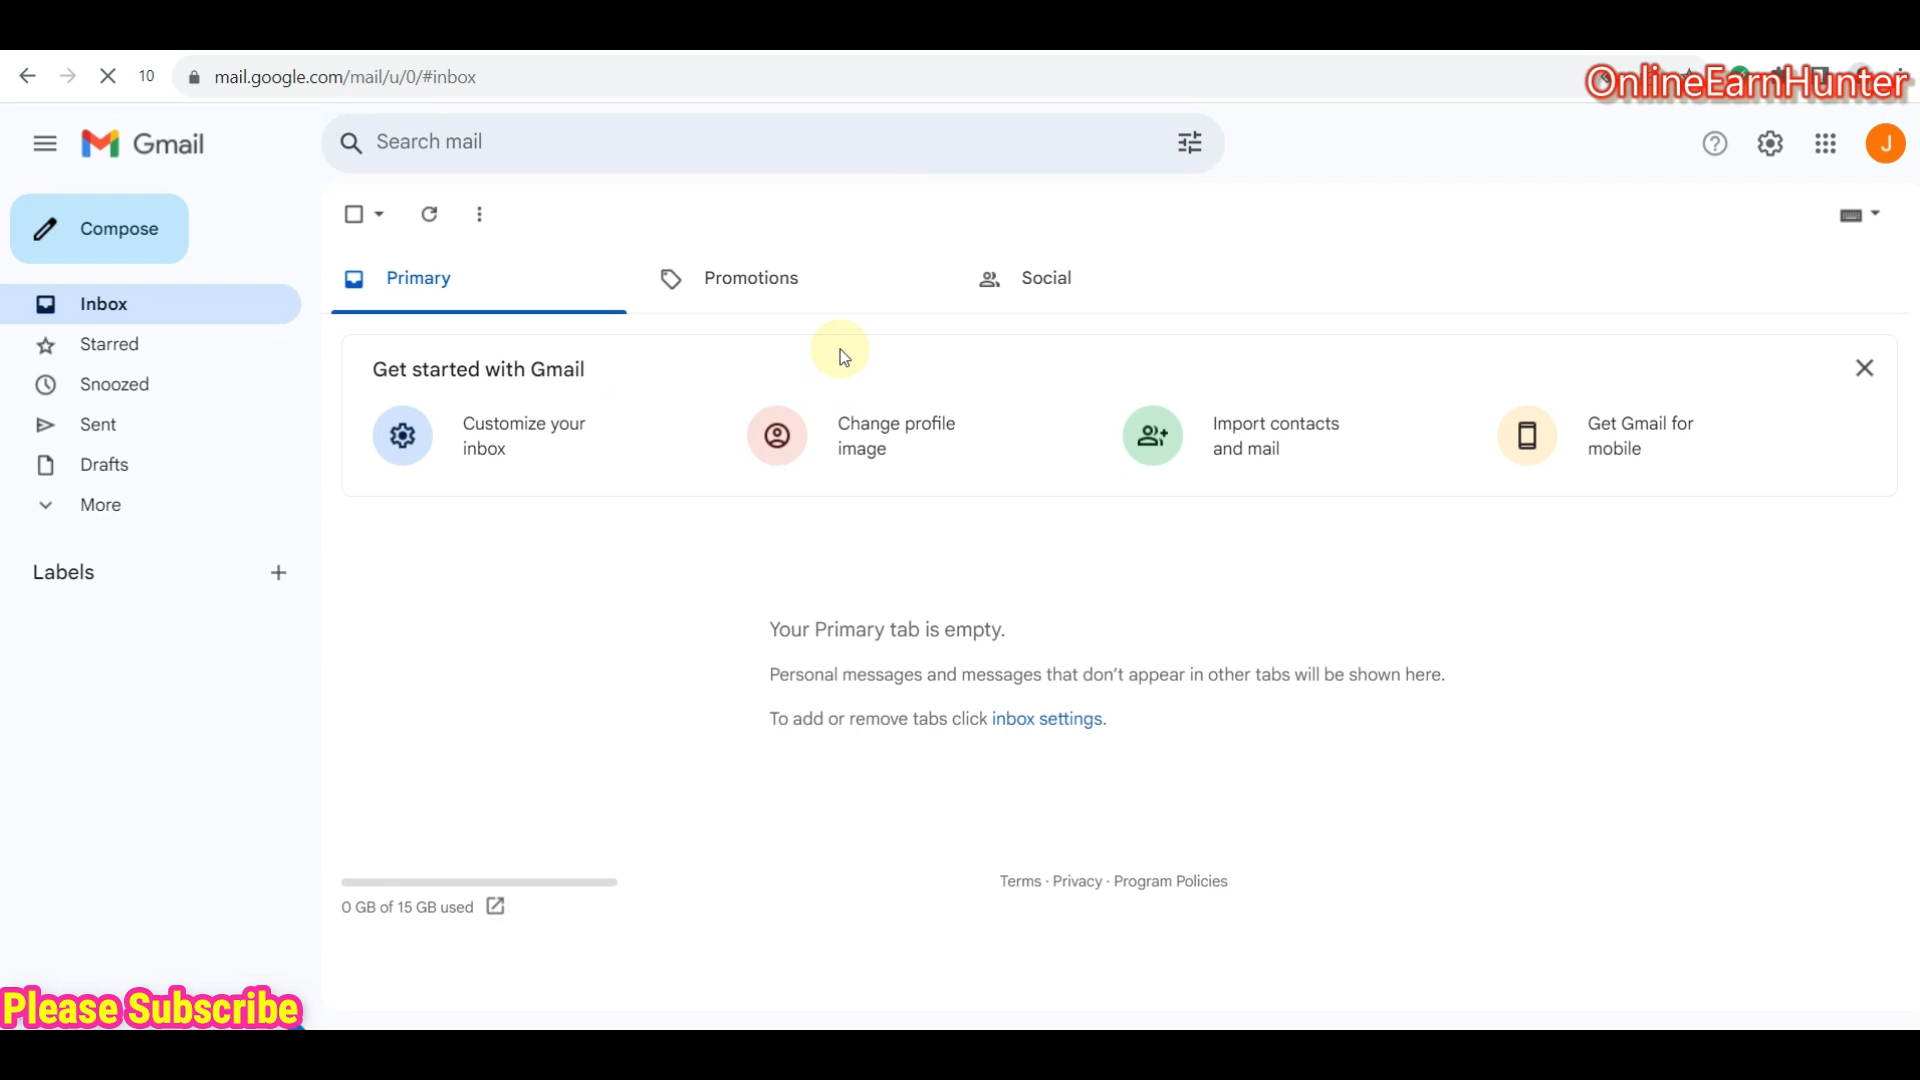 10 mail.google.com/mail/u/0/#inbox
OnlineEarnHunter
Gmail
Search mail
J
Compose
Inbox
Starred
Snoozed
Sent
Drafts
More
Labels
Primary
Promotions
Social
Get started with Gmail
Customize your
inbox
Change profile
image
Import contacts
and mail
Get Gmail for
mobile
Your Primary tab is empty.
Personal messages and messages that don’t appear in other tabs will be shown here.
To add or remove tabs click inbox settings.
0 GB of 15 GB used
Terms · Privacy · Program Policies
Please Subscribe